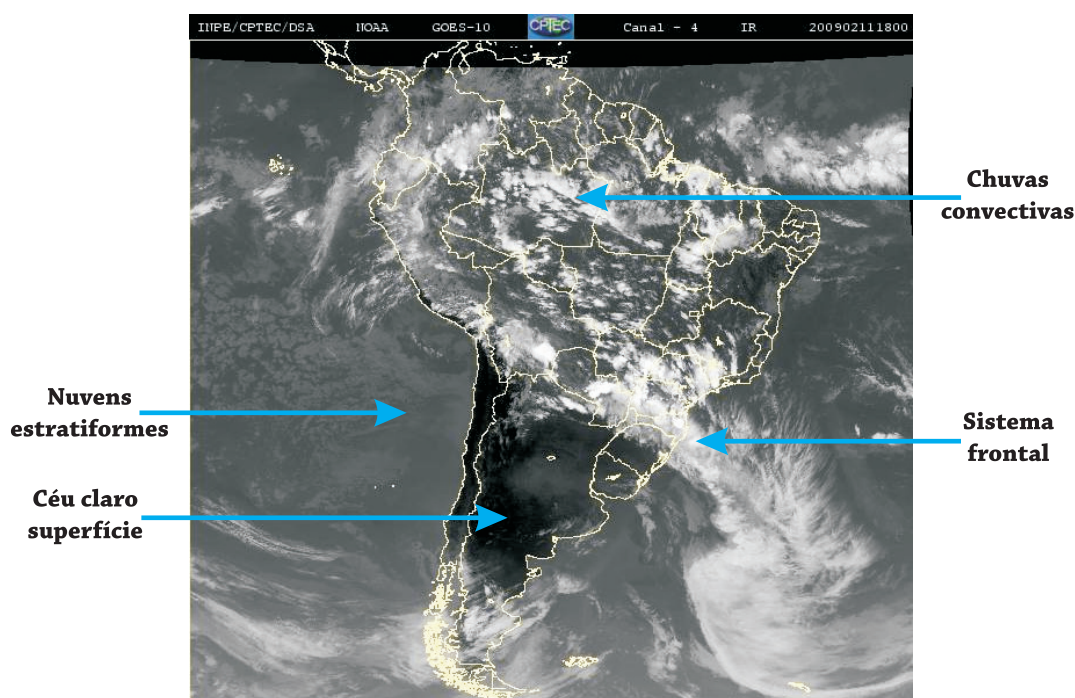 INPE/CPTEC/DSA NOAA GOES-10 CPTEC Canal - 4 IR 200902111800
Chuvas
convectivas
Nuvens
estratiformes
Sistema
frontal
Céu claro
superfície